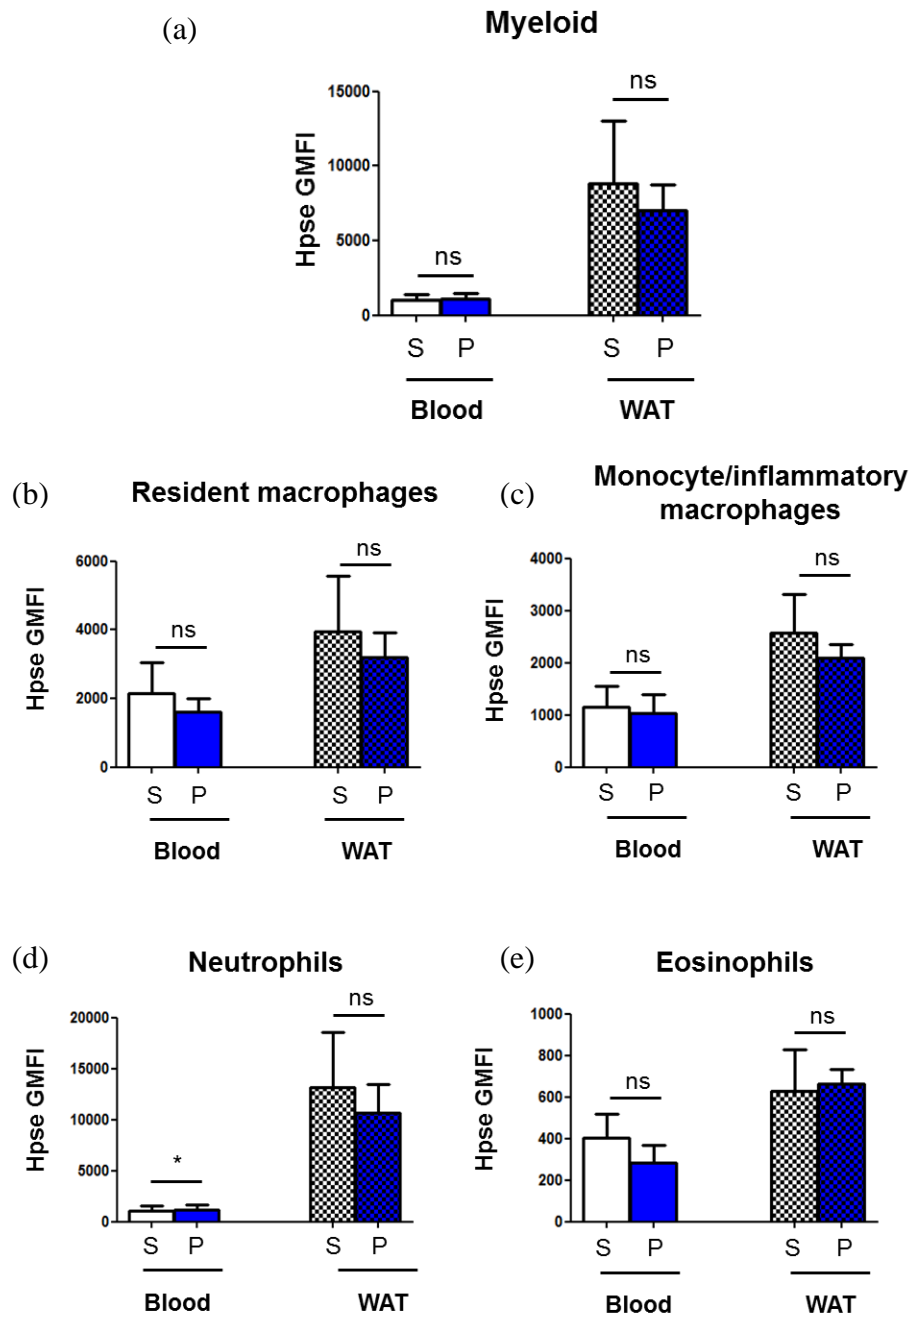 (a)
Myeloid
Hpse GMFI
15000
10000
5000
0
ns
ns
S P S P
Blood WAT
(b)
Resident macrophages
Hpse GMFI
6000
4000
2000
0
ns
ns
S P S P
Blood WAT
(c)
Monocyte/inflammatory
macrophages
Hpse GMFI
4000
3000
2000
1000
0
ns
ns
S P S P
Blood WAT
(d)
Neutrophils
Hpse GMFI
20000
15000
10000
5000
0
*
ns
S P S P
Blood WAT
(e)
Eosinophils
Hpse GMFI
1000
800
600
400
200
0
ns
ns
S P S P
Blood WAT